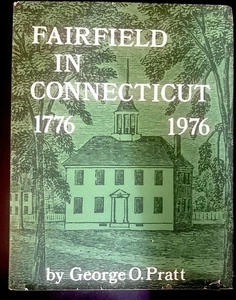 FAIRFIELD
IN
CONNECTICUT
1776 1976
by George O. Pratt